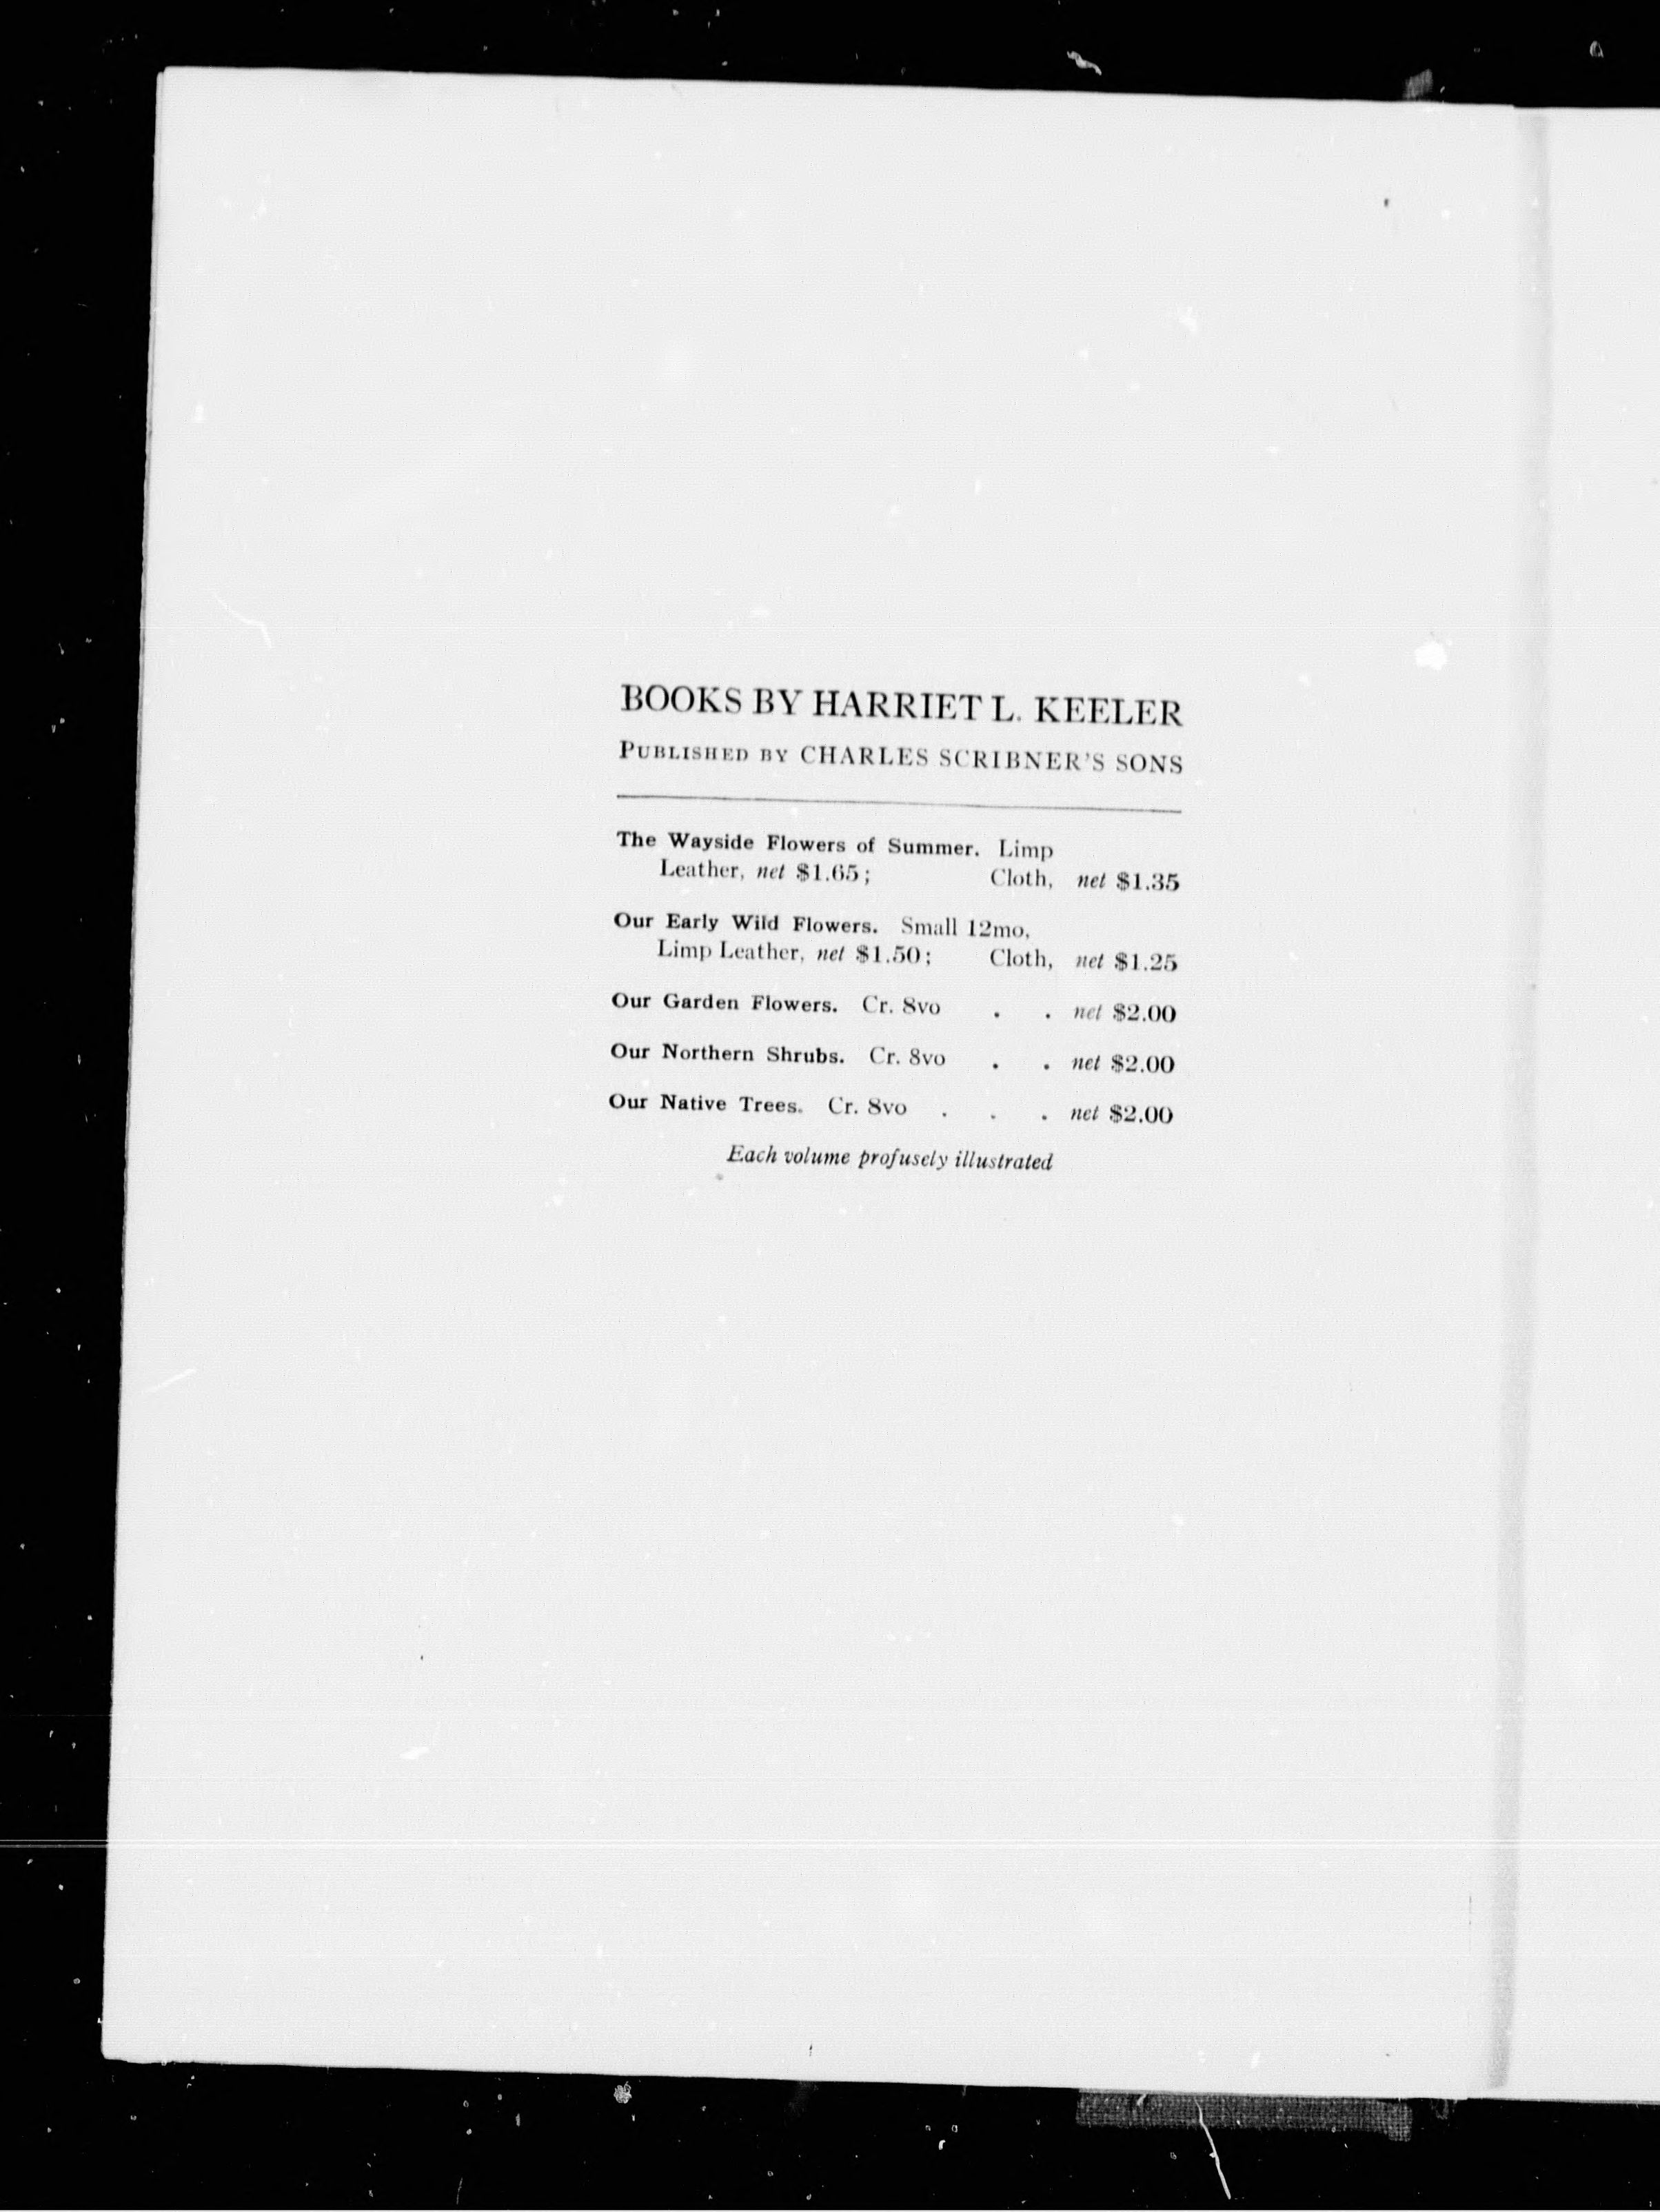 BOOKS BY HARRIET L. KEELER
PUBLISHED BY CHARLES SCRIBNER'S SONS
The Wayside Flowers of Summer. Limp
Leather, net $1.65; Cloth, net $1.35
Our Early Wild Flowers. Small 12mo,
Limp Leather, net $1.50; Cloth, net $1.25
Our Garden Flowers. Cr. 8vo . . net $2.00
Our Northern Shrubs. Cr. 8vo . . net $2.00
Our Native Trees. Cr. 8vo . . . net $2.00
Each volume profusely illustrated